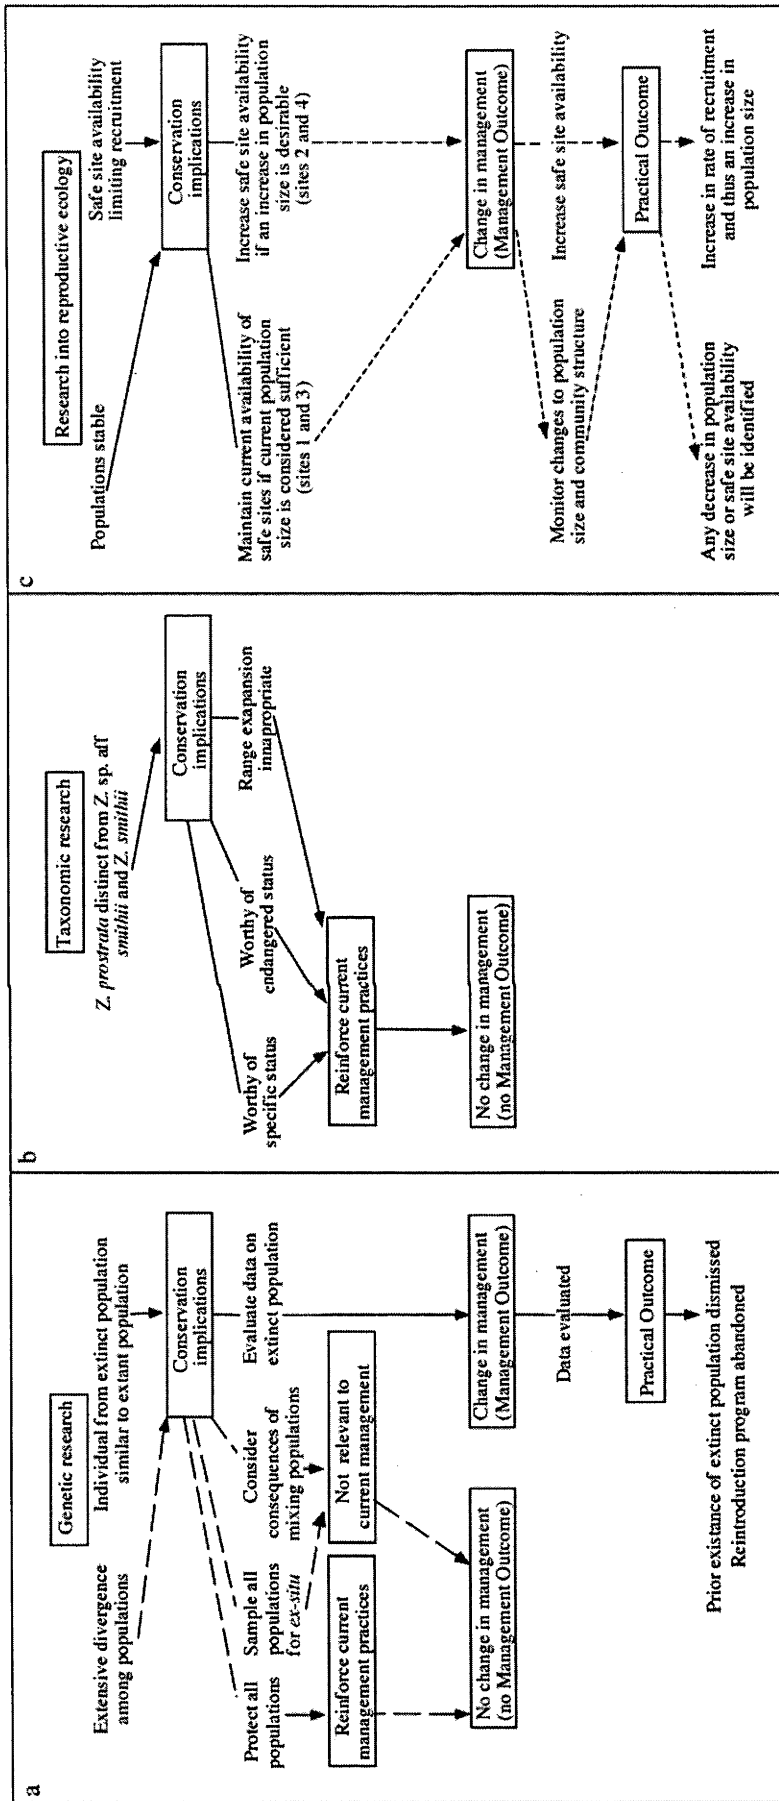 a
Genetic research
Extensive divergence
among populations
Individual from extinct population
similar to extant population
Conservation
implications
Protect all
populations
Sample all
populations
for ex-situ
Consider
consequences of
mixing populations
Evaluate data on
extinct population
Reinforce current
management practices
Not relevant to
current management
No change in management
(no Management Outcome)
Change in management
(Management Outcome)
Data evaluated
Practical Outcome
Prior existance of extinct population dismissed
Reintroduction program abandoned
b
Taxonomic research
Z. prostrata distinct from Z. sp. aff
smithii and Z. smithii
Conservation
implications
Worthy of
specific status
Worthy of
endangered status
Range exapansion
innapropriate
Reinforce current
management practices
No change in management
(no Management Outcome)
c
Research into reproductive ecology
Populations stable
Safe site availability
limiting recruitment
Conservation
implications
Maintain current availability of
safe sites if current population
size is considered sufficient
(sites 1 and 3)
Increase safe site availability
if an increase in population
size is desirable
(sites 2 and 4)
Change in management
(Management Outcome)
Monitor changes to population
size and community structure
Increase safe site availability
Practical Outcome
Any decrease in population
size or safe site availability
will be identified
Increase in rate of recruitment
and thus an increase in
population size